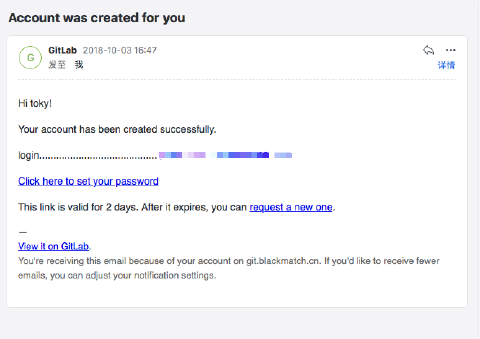 Account was created for you
GitLab 2018-10-03 16:47
G
发至 我
详情
Hi toky!
Your account has been created successfully.
login..........................................
Click here to set your password
This link is valid for 2 days. After it expires, you can request a new one.
—
View it on GitLab.
You're receiving this email because of your account on git.blackmatch.cn. If you'd like to receive fewer
emails, you can adjust your notification settings.